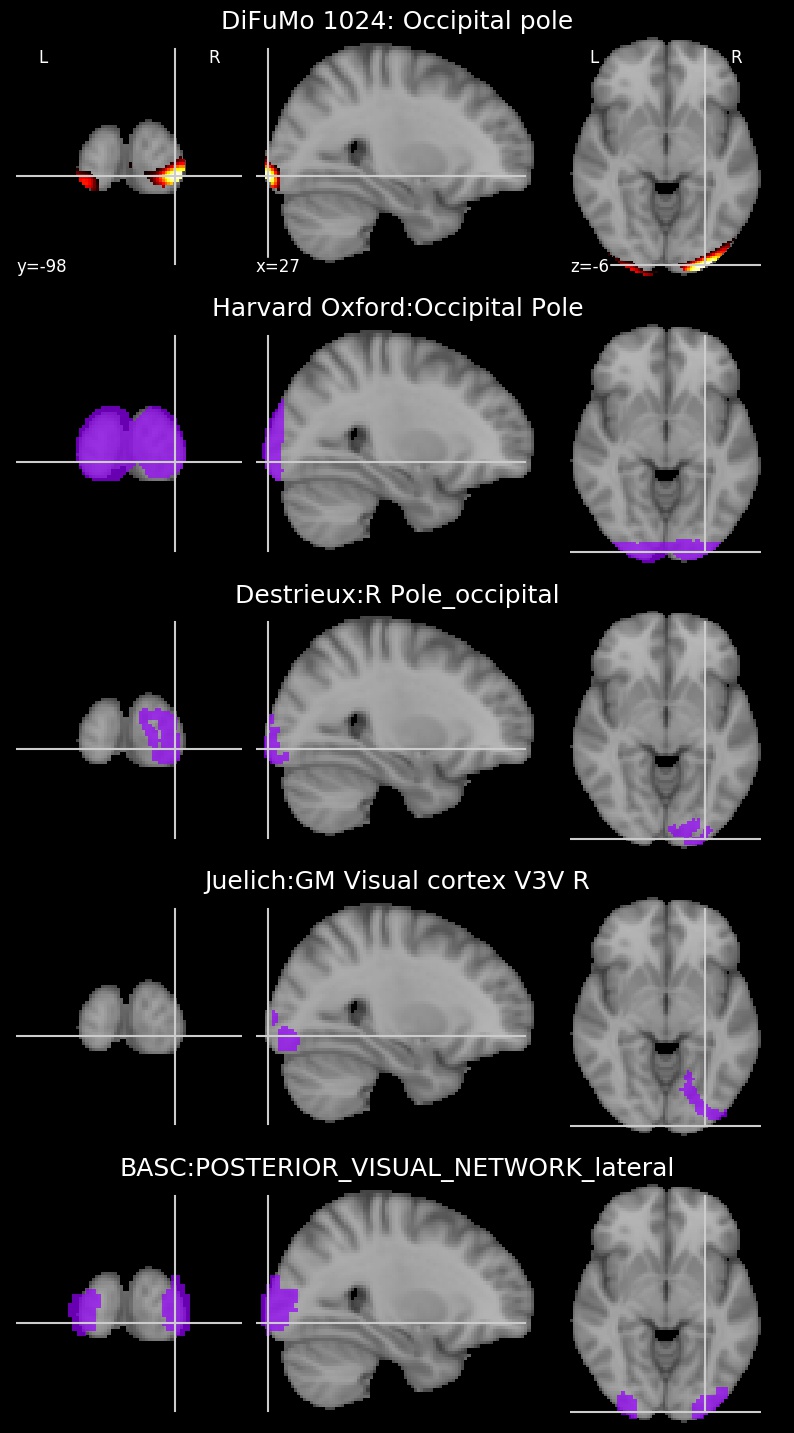 DiFuMo 1024: Occipital pole
L R L R
y=-98 x=27 z=-6
Harvard Oxford:Occipital Pole
Destrieux:R Pole_occipital
Juelich:GM Visual cortex V3V R
BASC:POSTERIOR_VISUAL_NETWORK_lateral